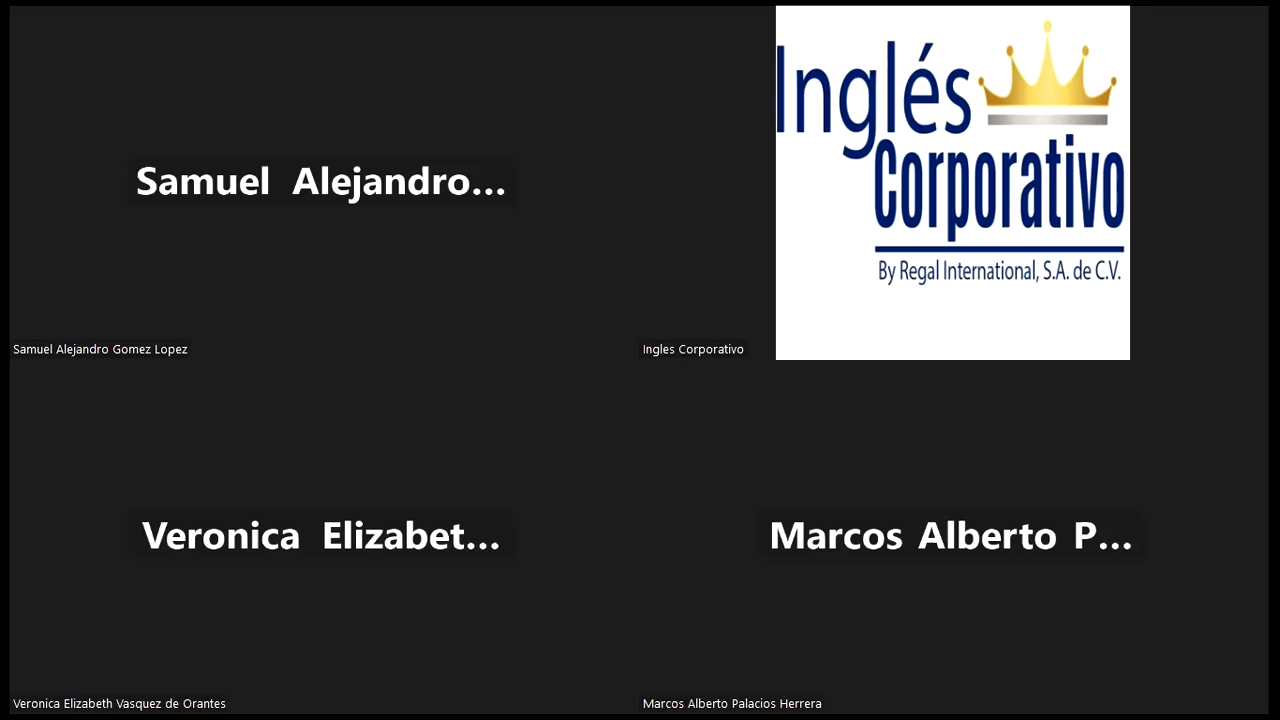 Samuel Alejandro...
Samuel Alejandro Gomez Lopez
Inglés
Corporativo
By Regal International, S.A. de C.V.
Ingles Corporativo
Veronica Elizabet...
Veronica Elizabeth Vasquez de Orantes
Marcos Alberto P...
Marcos Alberto Palacios Herrera